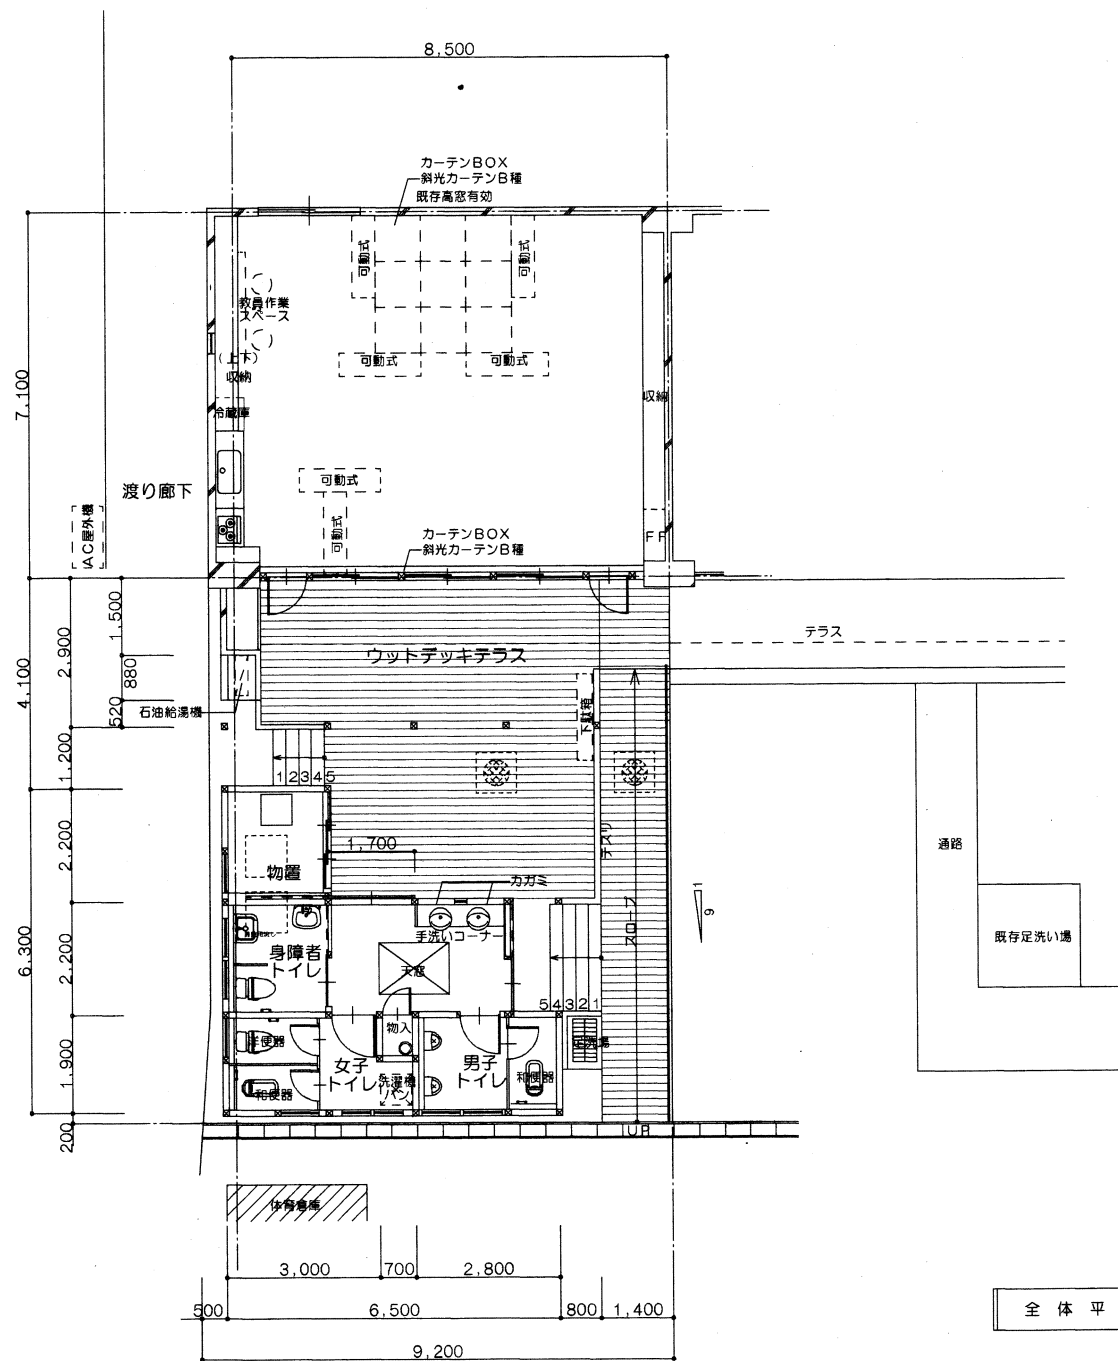 8,500
カーテンBOX
斜光カーテンB種
既存高窓有効
可動式
可動式
教員作業
スペース
可動式
可動式
(上下)
収納
収納
冷蔵庫
7,100
可動式
渡り廊下
AC屋外機
可動式
カーテンBOX
斜光カーテンB種
FF
1,500
2,900
880
4,100
520
テラス
ウットデッキテラス
石油給湯機
下駄箱
1,200
12345
1,700
テスリ
2,200
物置
カガミ
通路
1
6
手洗いコーナー
スロープ
既存足洗い場
6,300
2,200
身障者
トイレ
天窓
54321
物入
洋便器
足洗場
1,900
女子
トイレ
男子
トイレ
和便器
洗濯機
パン
和便器
200
UP
体育倉庫
3,000
700
2,800
500
6,500
800
1,400
9,200
全体平